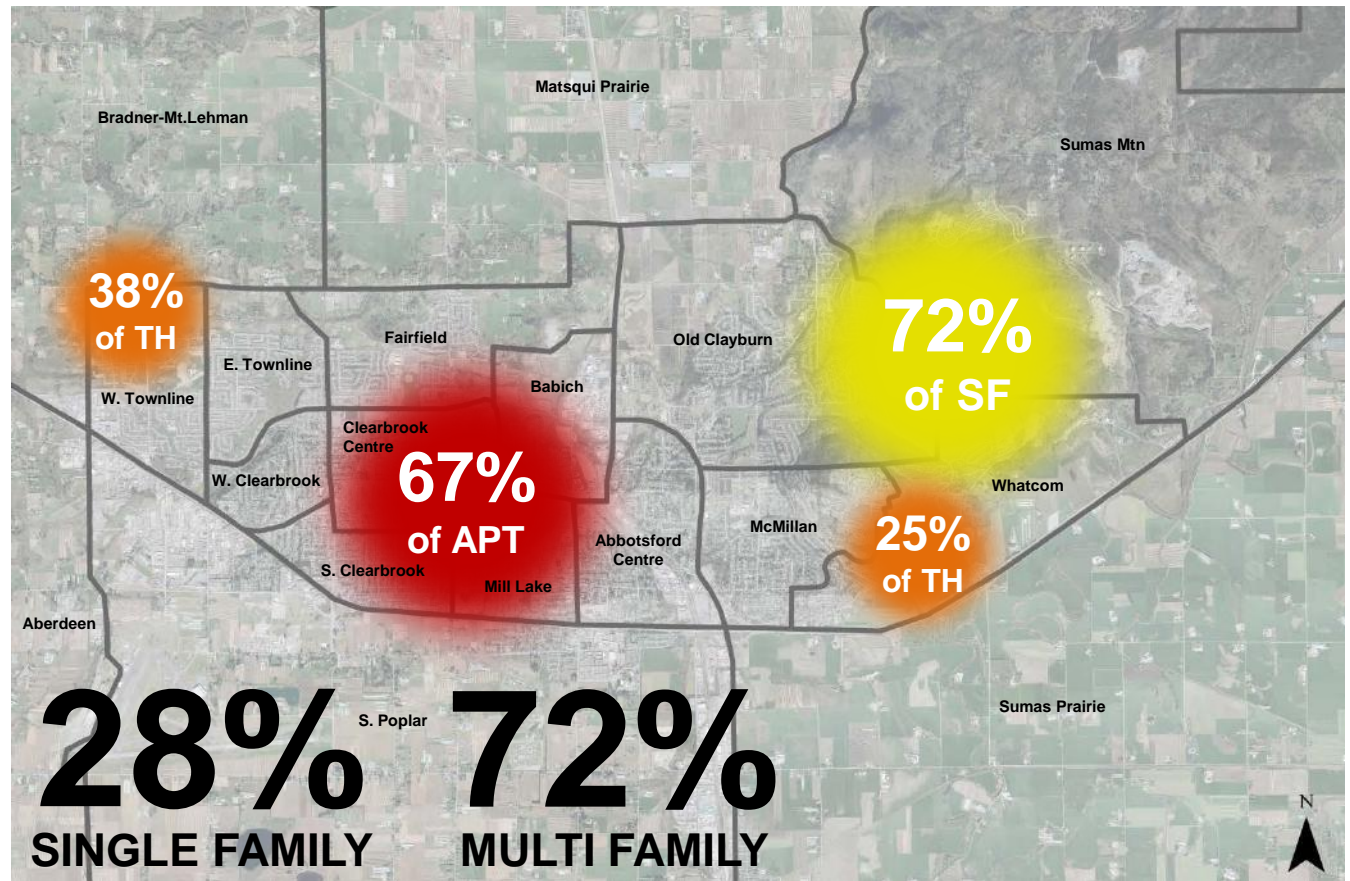 Matsqui Prairie
Bradner-Mt.Lehman
Sumas Mtn
38%
of TH
72%
of SF
Fairfield
Old Clayburn
E. Townline
Babich
W. Townline
Clearbrook
Centre
67%
of APT
W. Clearbrook
Whatcom
McMillan
25%
of TH
Abbotsford
Centre
S. Clearbrook
Mill Lake
Aberdeen
Sumas Prairie
S. Poplar
28%
SINGLE FAMILY
72%
MULTI FAMILY
N